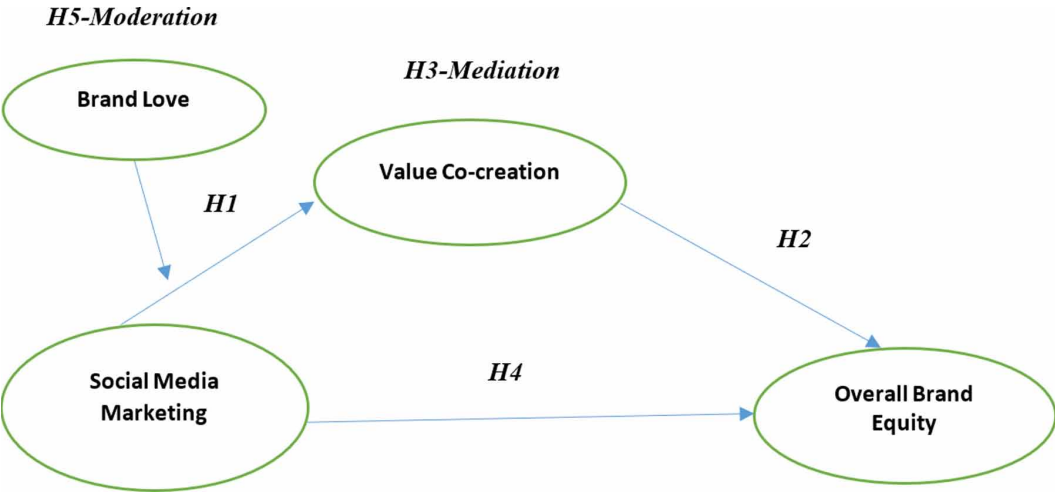 H5-Moderation
H3-Mediation
Brand Love
Value Co-creation
H1
H2
H4
Social Media
Marketing
Overall Brand
Equity